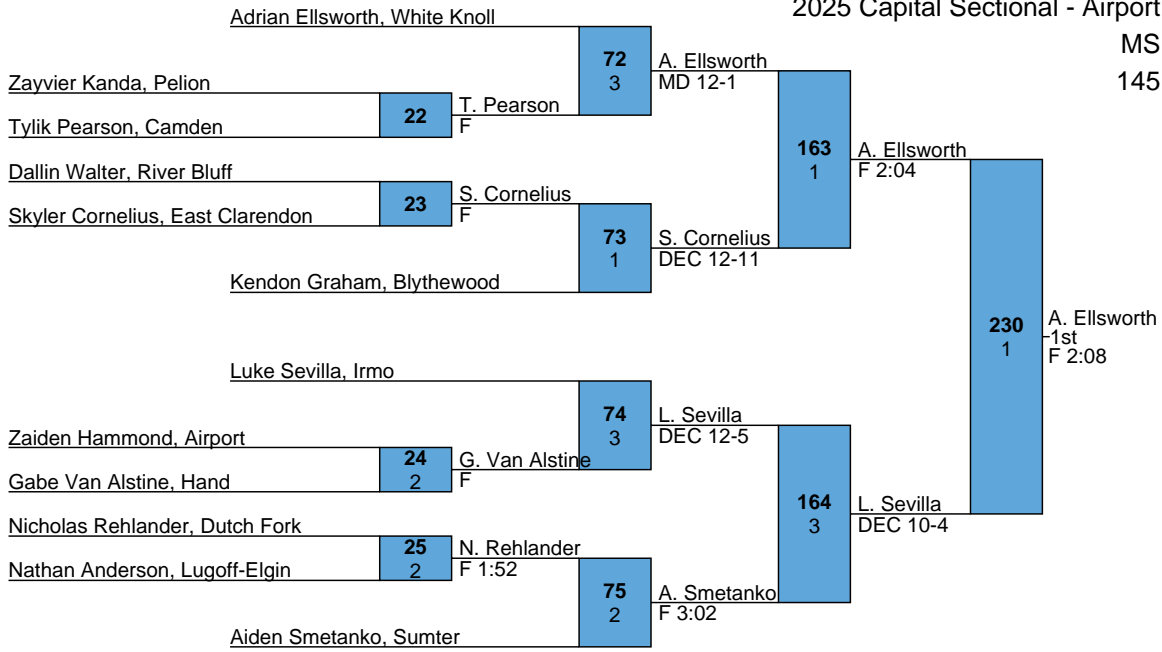 2025 Capital Sectional - Airport
MS
145
Adrian Ellsworth, White Knoll
72
3
A. Ellsworth
MD 12-1
Zayvier Kanda, Pelion
22
T. Pearson
F
Tylik Pearson, Camden
163
1
A. Ellsworth
F 2:04
Dallin Walter, River Bluff
23
S. Cornelius
F
Skyler Cornelius, East Clarendon
73
1
S. Cornelius
DEC 12-11
Kendon Graham, Blythewood
230
1
A. Ellsworth
1st
F 2:08
Luke Sevilla, Irmo
74
3
L. Sevilla
DEC 12-5
Zaiden Hammond, Airport
24
2
G. Van Alstine
F
Gabe Van Alstine, Hand
164
3
L. Sevilla
DEC 10-4
Nicholas Rehlander, Dutch Fork
25
2
N. Rehlander
F 1:52
Nathan Anderson, Lugoff-Elgin
75
2
A. Smetanko
F 3:02
Aiden Smetanko, Sumter